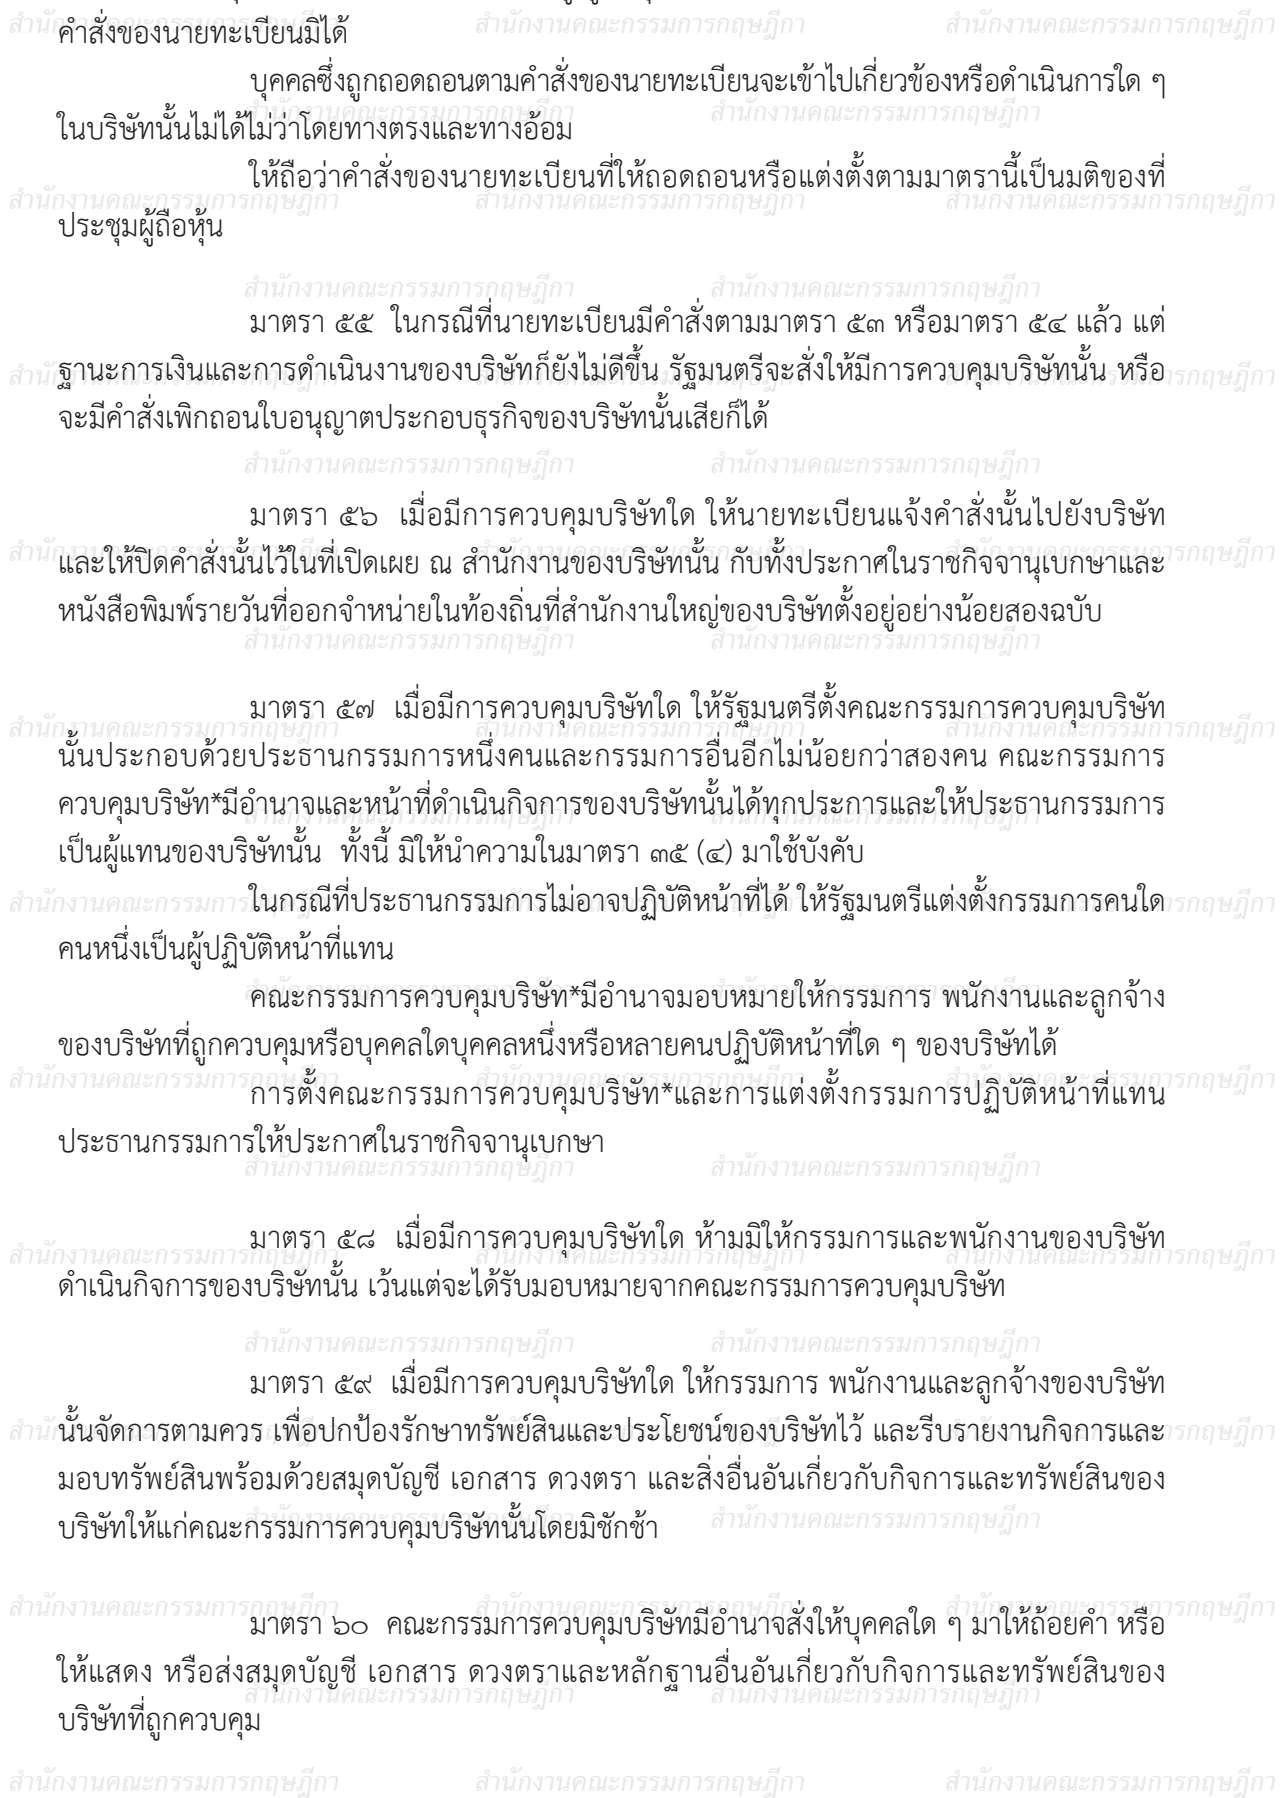 คำสั่งของนายทะเบียนมิได้
บุคคลซึ่งถูกถอดถอนตามคำสั่งของนายทะเบียนจะเข้าไปเกี่ยวข้องหรือดำเนินการใด ๆ
ในบริษัทนั้นไม่ได้ไม่ว่าโดยทางตรงและทางอ้อม
ให้ถือว่าคำสั่งของนายทะเบียนที่ให้ถอดถอนหรือแต่งตั้งตามมาตรานี้เป็นมติของที่
ประชุมผู้ถือหุ้น
มาตรา ๕๕ ในกรณีที่นายทะเบียนมีคำสั่งตามมาตรา ๕๓ หรือมาตรา ๕๔ แล้ว แต่
ฐานะการเงินและการดำเนินงานของบริษัทก็ยังไม่ดีขึ้น รัฐมนตรีจะสั่งให้มีการควบคุมบริษัทนั้น หรือ
จะมีคำสั่งเพิกถอนใบอนุญาตประกอบธุรกิจของบริษัทนั้นเสียก็ได้
มาตรา ๕๖ เมื่อมีการควบคุมบริษัทใด ให้นายทะเบียนแจ้งคำสั่งนั้นไปยังบริษัท
และให้ปิดคำสั่งนั้นไว้ในที่เปิดเผย ณ สำนักงานของบริษัทนั้น กับทั้งประกาศในราชกิจจานุเบกษาและ
หนังสือพิมพ์รายวันที่ออกจำหน่ายในท้องถิ่นที่สำนักงานใหญ่ของบริษัทตั้งอยู่อย่างน้อยสองฉบับ
มาตรา ๕๗ เมื่อมีการควบคุมบริษัทใด ให้รัฐมนตรีตั้งคณะกรรมการควบคุมบริษัท
นั้นประกอบด้วยประธานกรรมการหนึ่งคนและกรรมการอื่นอีกไม่น้อยกว่าสองคน คณะกรรมการ
ควบคุมบริษัท*มีอำนาจและหน้าที่ดำเนินกิจการของบริษัทนั้นได้ทุกประการและให้ประธานกรรมการ
เป็นผู้แทนของบริษัทนั้น ทั้งนี้ มิให้นำความในมาตรา ๓๕ (๔) มาใช้บังคับ
ในกรณีที่ประธานกรรมการไม่อาจปฏิบัติหน้าที่ได้ ให้รัฐมนตรีแต่งตั้งกรรมการคนใด
คนหนึ่งเป็นผู้ปฏิบัติหน้าที่แทน
คณะกรรมการควบคุมบริษัท*มีอำนาจมอบหมายให้กรรมการ พนักงานและลูกจ้าง
ของบริษัทที่ถูกควบคุมหรือบุคคลใดบุคคลหนึ่งหรือหลายคนปฏิบัติหน้าที่ใด ๆ ของบริษัทได้
การตั้งคณะกรรมการควบคุมบริษัท*และการแต่งตั้งกรรมการปฏิบัติหน้าที่แทน
ประธานกรรมการให้ประกาศในราชกิจจานุเบกษา
มาตรา ๕๘ เมื่อมีการควบคุมบริษัทใด ห้ามมิให้กรรมการและพนักงานของบริษัท
ดำเนินกิจการของบริษัทนั้น เว้นแต่จะได้รับมอบหมายจากคณะกรรมการควบคุมบริษัท
มาตรา ๕๙ เมื่อมีการควบคุมบริษัทใด ให้กรรมการ พนักงานและลูกจ้างของบริษัท
นั้นจัดการตามควร เพื่อปกป้องรักษาทรัพย์สินและประโยชน์ของบริษัทไว้ และรีบรายงานกิจการและ
มอบทรัพย์สินพร้อมด้วยสมุดบัญชี เอกสาร ดวงตรา และสิ่งอื่นอันเกี่ยวกับกิจการและทรัพย์สินของ
บริษัทให้แก่คณะกรรมการควบคุมบริษัทนั้นโดยมิชักช้า
มาตรา ๖๐ คณะกรรมการควบคุมบริษัทมีอำนาจสั่งให้บุคคลใด ๆ มาให้ถ้อยคำ หรือ
ให้แสดง หรือส่งสมุดบัญชี เอกสาร ดวงตราและหลักฐานอื่นอันเกี่ยวกับกิจการและทรัพย์สินของ
บริษัทที่ถูกควบคุม
สำนักงานคณะกรรมการกฤษฎีกา สำนักงานคณะกรรมการกฤษฎีกา สำนักงานคณะกรรมการกฤษฎีกา